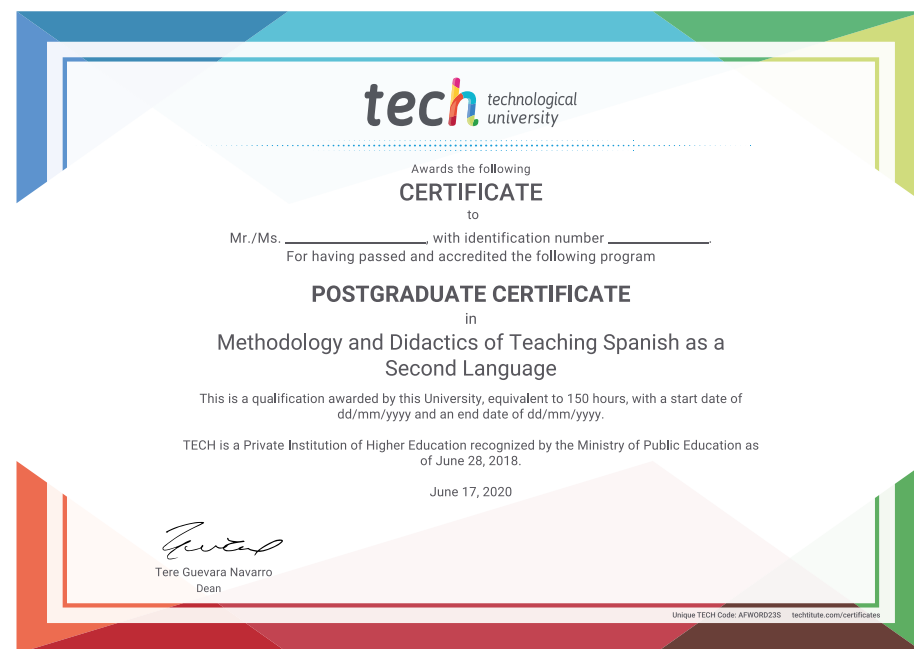 tech technological
university
Awards the following
CERTIFICATE
to
Mr./Ms. ________________, with identification number ____________.
For having passed and accredited the following program
POSTGRADUATE CERTIFICATE
in
Methodology and Didactics of Teaching Spanish as a
Second Language
This is a qualification awarded by this University, equivalent to 150 hours, with a start date of
dd/mm/yyyy and an end date of dd/mm/yyyy.
TECH is a Private Institution of Higher Education recognized by the Ministry of Public Education as
of June 28, 2018.
June 17, 2020
Tere Guevara Navarro
Dean
Unique TECH Code: AFWORD23S techtitute.com/certificates